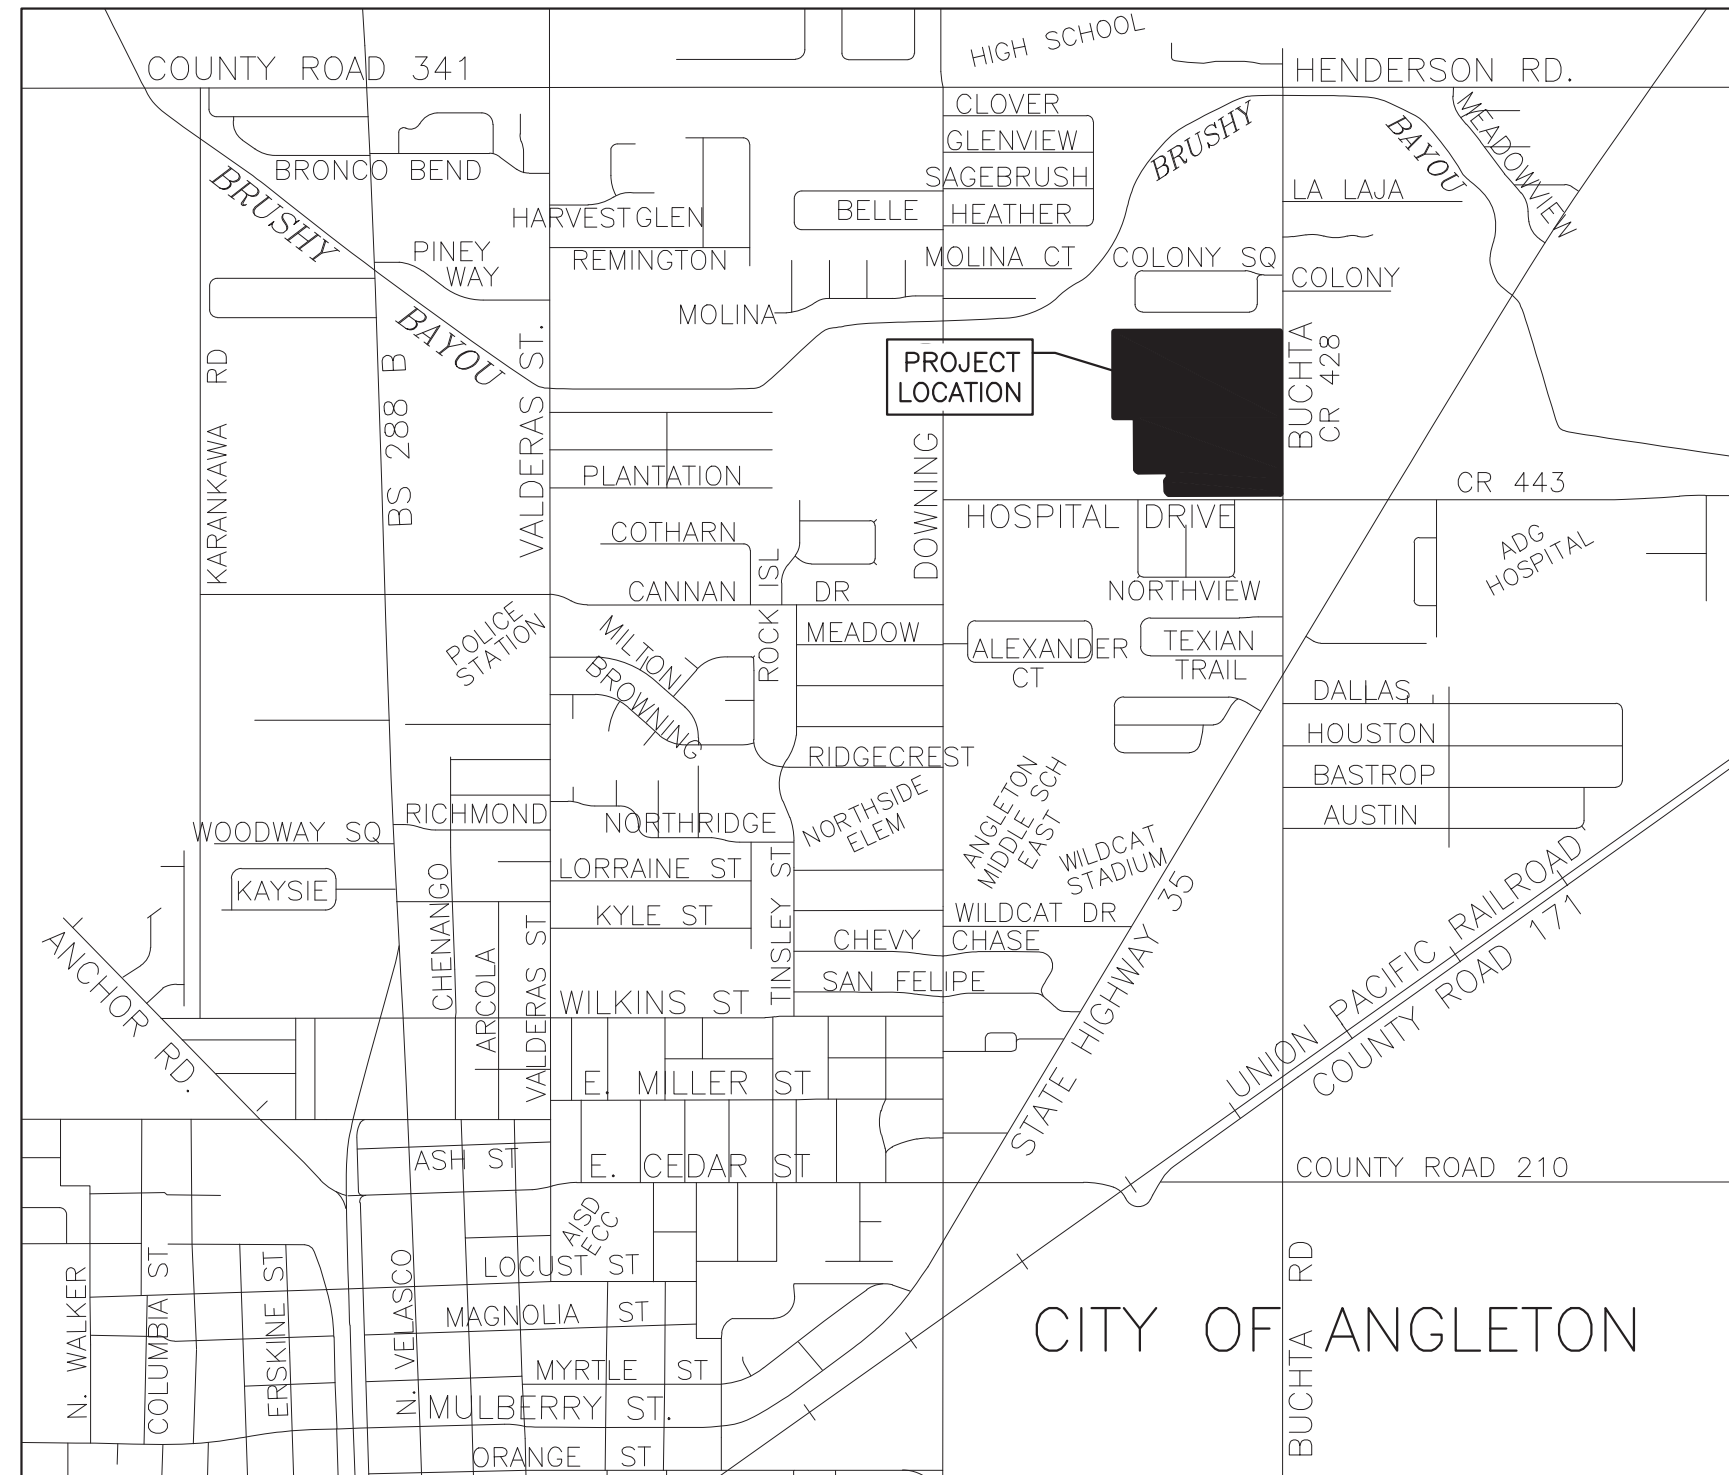 HIGH SCHOOL
COUNTY ROAD 341
HENDERSON RD.
CLOVER
GLENVIEW
SAGEBRUSH
BELLE
HEATHER
BRUSHY
BAYOU
MEADOWVIEW
BRONCO BEND
BRUSHY
BAYOU
HARVEST GLEN
REMINGTON
PINEY
WAY
MOLINA CT
COLONY SQ
LA LAJA
COLONY
MOLINA
PROJECT
LOCATION
BUCHTA
CR 428
KARANKAWA RD
BS 288 B
VALDERAS ST.
DOWNING
PLANTATION
CR 443
HOSPITAL DRIVE
ADG
HOSPITAL
COTHARN
CANNAN DR
ROCK ISL
NORTHVIEW
POLICE
STATION
MILTON
BROWNING
MEADOW
ALEXANDER
CT
TEXIAN
TRAIL
DALLAS
HOUSTON
BASTROP
AUSTIN
RIDGECREST
NORTHSIDE
ELEM
ANGLETON
MIDDLE SCH
EAST
WILDCAT
STADIUM
RICHMOND
NORTHRIDGE
WOODWAY SQ
KAYSIE
LORRAINE ST
KYLE ST
TINSLEY ST
WILDCAT DR
CHEVY CHASE
SAN FELIPE
CHENANGO
ARCOLA
VALDERAS ST
WILKINS ST
ANCHOR RD.
STATE HIGHWAY 35
UNION PACIFIC RAILROAD
COUNTY ROAD 171
E. MILLER ST
ASH ST
E. CEDAR ST
COUNTY ROAD 210
AISD
ECC
LOCUST ST
MAGNOLIA ST
MYRTLE ST
MULBERRY ST.
ORANGE ST
N. WALKER
COLUMBIA ST
ERSKINE ST
N. VELASCO
CITY OF ANGLETON
BUCHTA RD